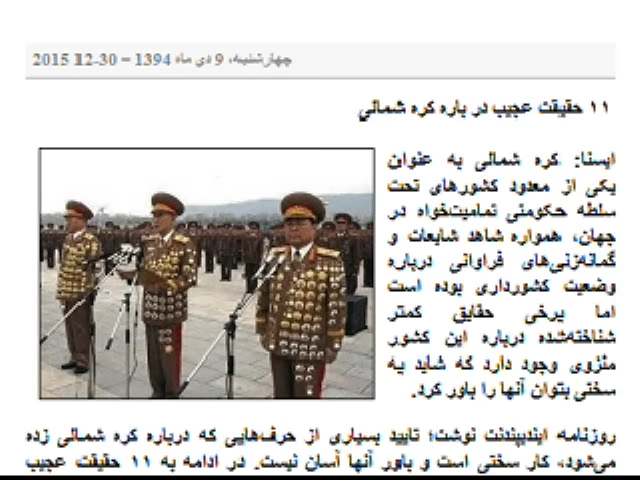 چهارشنبه، 9 دی ماه 1394 – 30-12 2015
۱۱ حقیقت عجیب در باره کره شمالی
ایسنا: کره شمالی به عنوان
یکی از معدود کشورهای تحت
سلطه حکومتی تمامیت‌خواه در
جهان، همواره شاهد شایعات و
گمانه‌زنی‌های فراوانی درباره
وضعیت کشورداری بوده است
اما برخی حقایق کمتر
شناخته‌شده درباره این کشور
منزوی وجود دارد که شاید به
سختی بتوان آنها را باور کرد.
روزنامه ایندیپندنت نوشت؛ تایید بسیاری از حرف‌هایی که درباره کره شمالی زده
می‌شود، کار سختی است و باور آنها آسان نیست. در ادامه به ۱۱ حقیقت عجیب